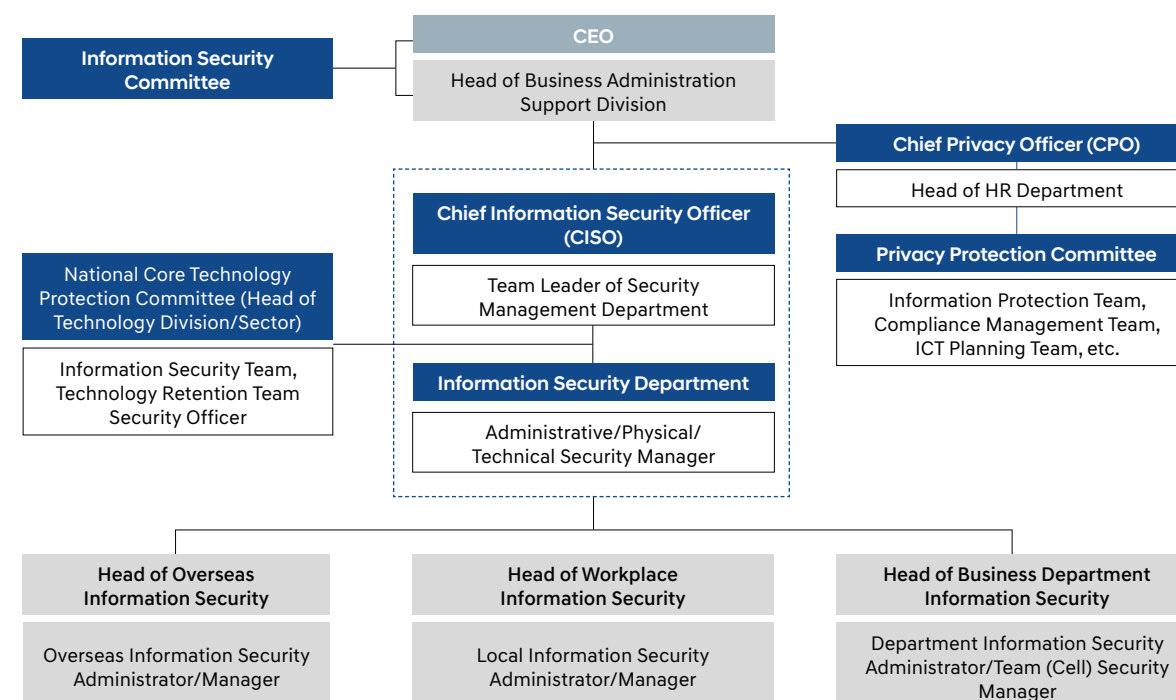 CEO
Information Security
Committee
Head of Business Administration
Support Division
Chief Privacy Officer (CPO)
Head of HR Department
Chief Information Security Officer
(CISO)
Privacy Protection Committee
National Core Technology
Protection Committee (Head of
Technology Division/Sector)
Team Leader of Security
Management Department
Information Protection Team,
Compliance Management Team,
ICT Planning Team, etc.
Information Security Team,
Technology Retention Team
Security Officer
Information Security Department
Administrative/Physical/
Technical Security Manager
Head of Overseas
Information Security
Head of Workplace
Information Security
Head of Business Department
Information Security
Overseas Information Security
Administrator/Manager
Local Information Security
Administrator/Manager
Department Information Security
Administrator/Team (Cell) Security
Manager